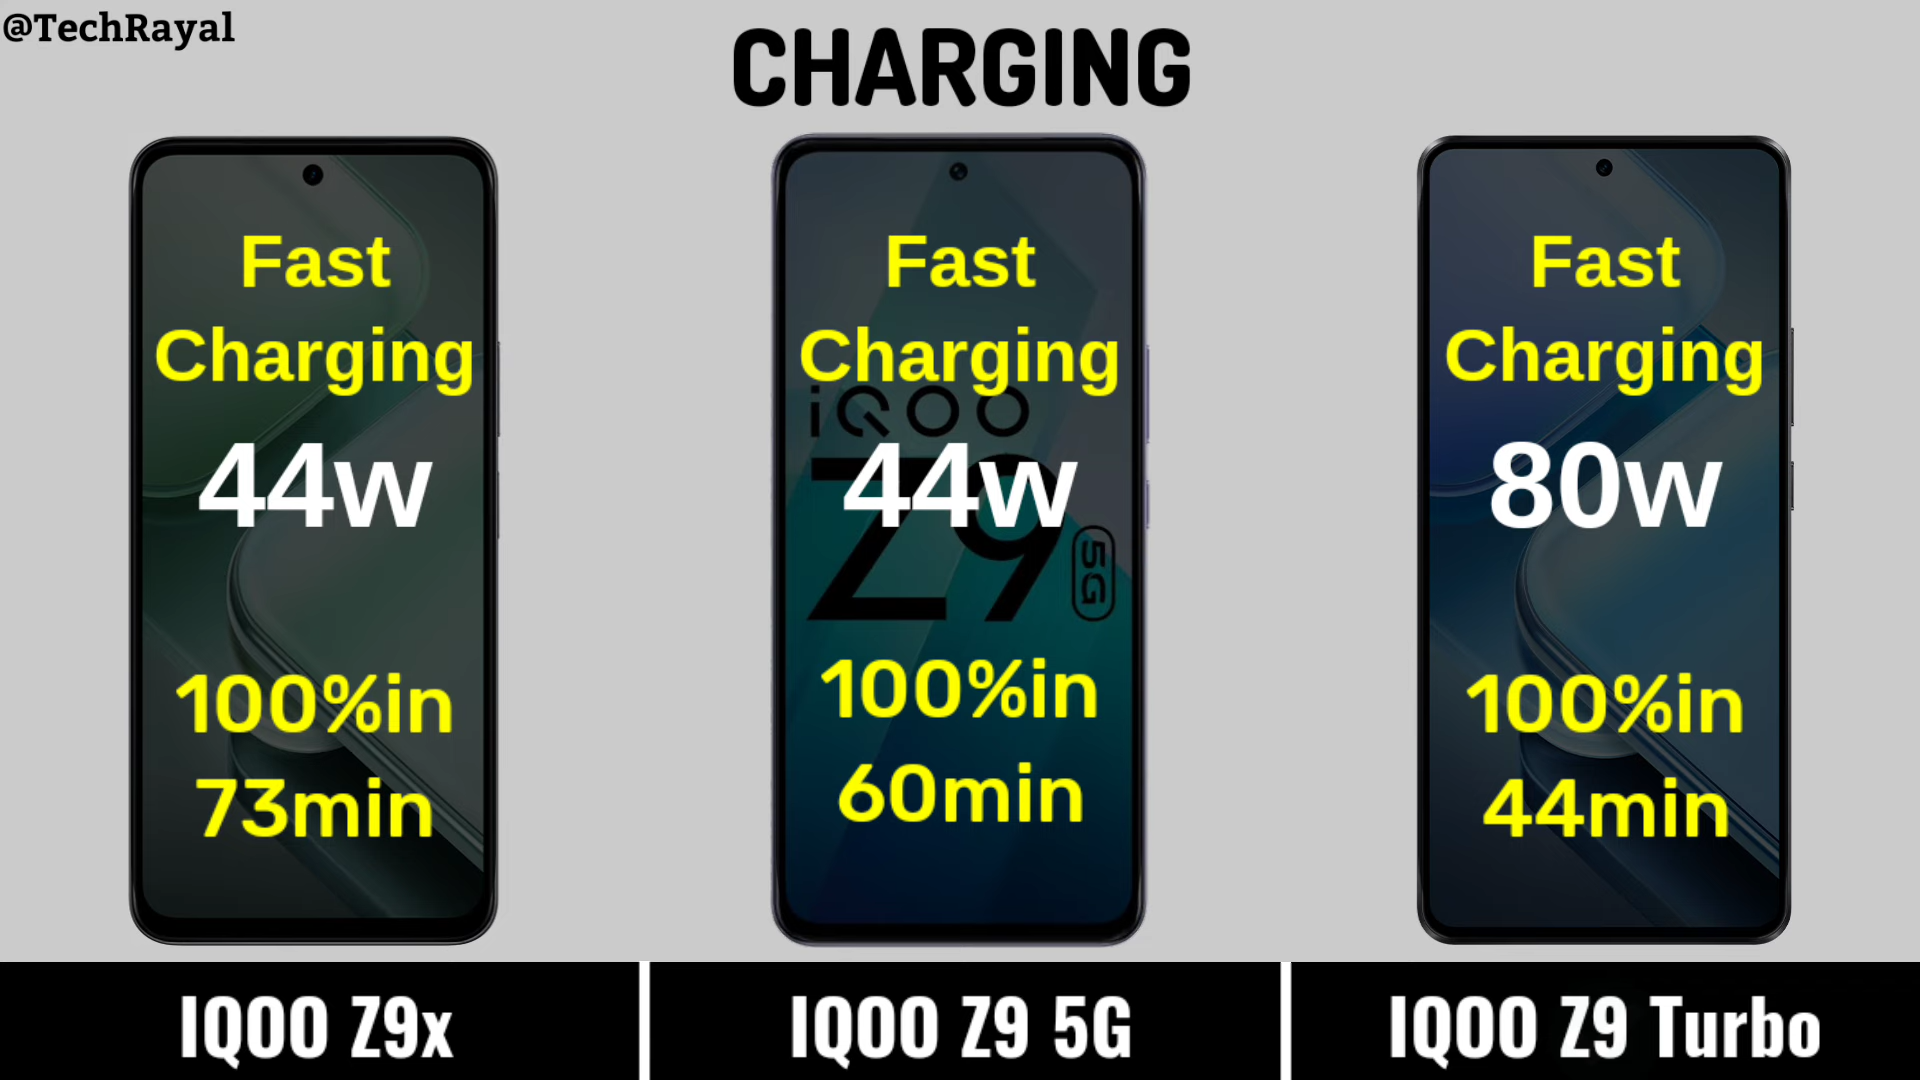 @TechRayal
CHARGING
Fast
Charging
44w
100%in
73min
Fast
Charging
iQOO
44w
Z9
5G
100%in
60min
Fast
Charging
80w
100%in
44min
IQOO Z9x
IQOO Z9 5G
IQOO Z9 Turbo